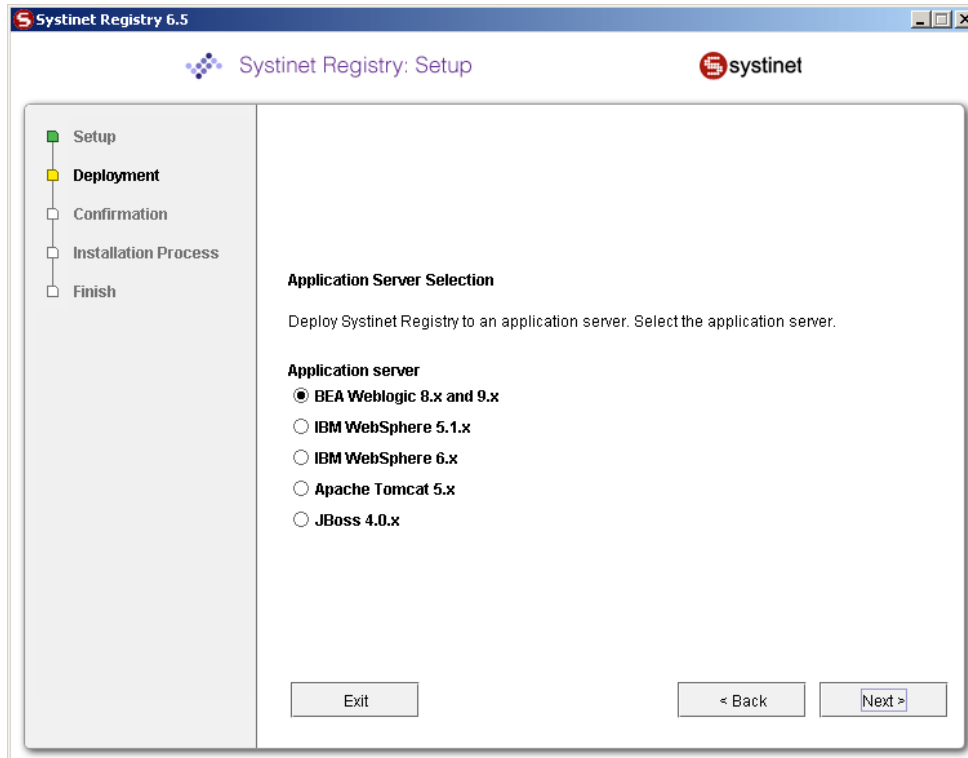 Systinet Registry 6.5
Systinet Registry: Setup
systinet
Setup
Deployment
Confirmation
Installation Process
Finish
Application Server Selection
Deploy Systinet Registry to an application server. Select the application server.
Application server
BEA Weblogic 8.x and 9.x
IBM WebSphere 5.1.x
IBM WebSphere 6.x
Apache Tomcat 5.x
JBoss 4.0.x
Exit
< Back
Next >